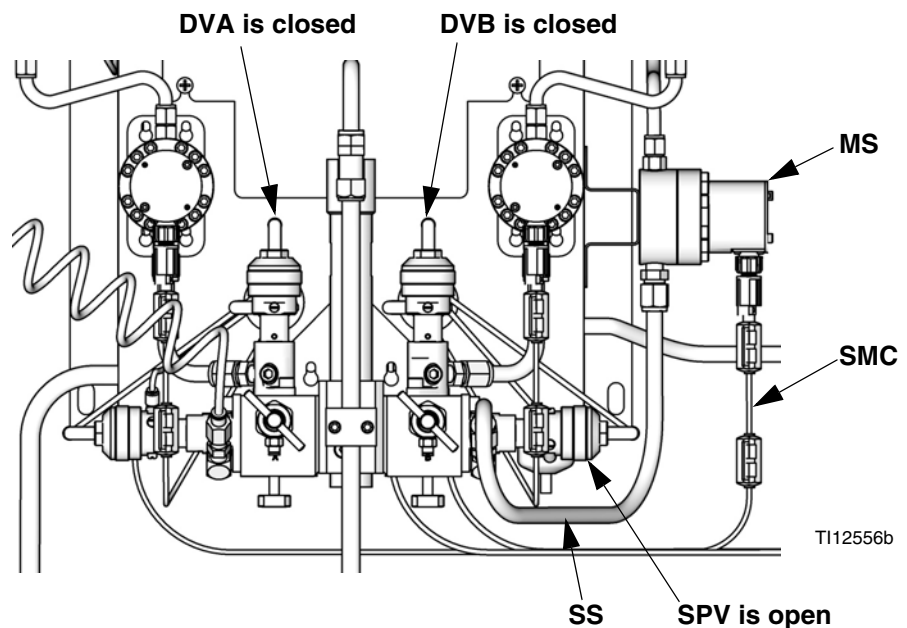 DVA is closed
DVB is closed
MS
SMC
TI12556b
SS
SPV is open